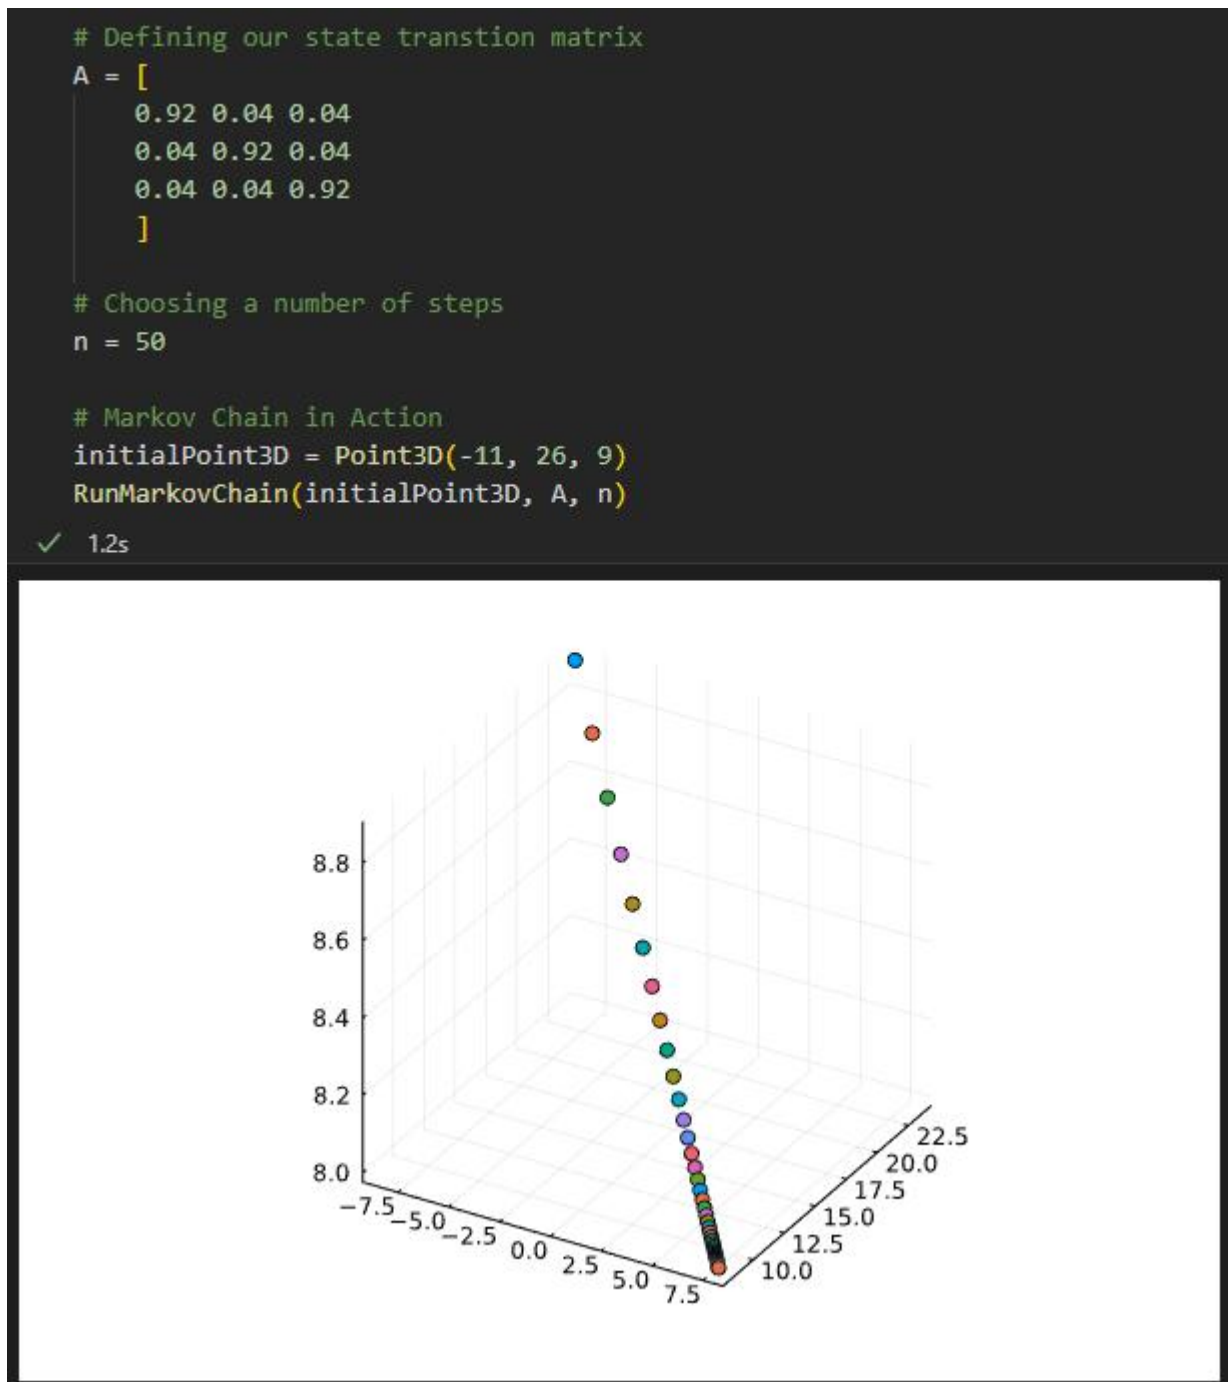 # Defining our state transtion matrix
A = [
0.92 0.04 0.04
0.04 0.92 0.04
0.04 0.04 0.92
]
# Choosing a number of steps
n = 50
# Markov Chain in Action
initialPoint3D = Point3D(-11, 26, 9)
RunMarkovChain(initialPoint3D, A, n)
✓ 1.2s
8.8
8.6
8.4
8.2
8.0
−7.5
−5.0
−2.5
0.0
2.5
5.0
7.5
10.0
12.5
15.0
17.5
20.0
22.5